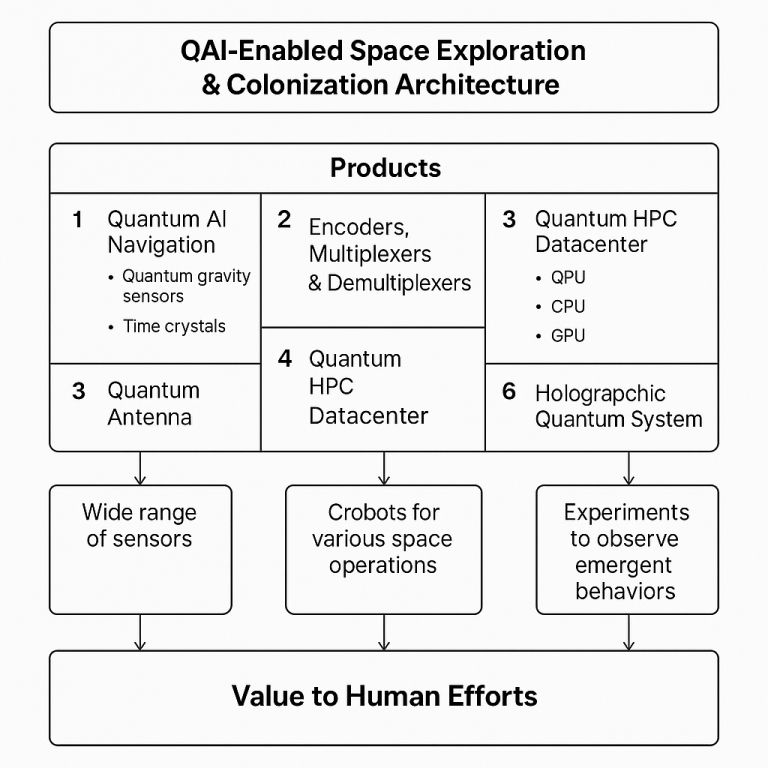 QAI-Enabled Space Exploration
& Colonization Architecture
Products
1 Quantum AI
Navigation
• Quantum gravity
sensors
• Time crystals
2 Encoders,
Multiplexers
& Demultiplexers
3 Quantum HPC
Datacenter
• QPU
• CPU
• GPU
3 Quantum
Antenna
4 Quantum
HPC
Datacenter
6 Holograpchic
Quantum System
Wide range
of sensors
Crobots for
various space
operations
Experiments
to observe
emergent
behaviors
Value to Human Efforts